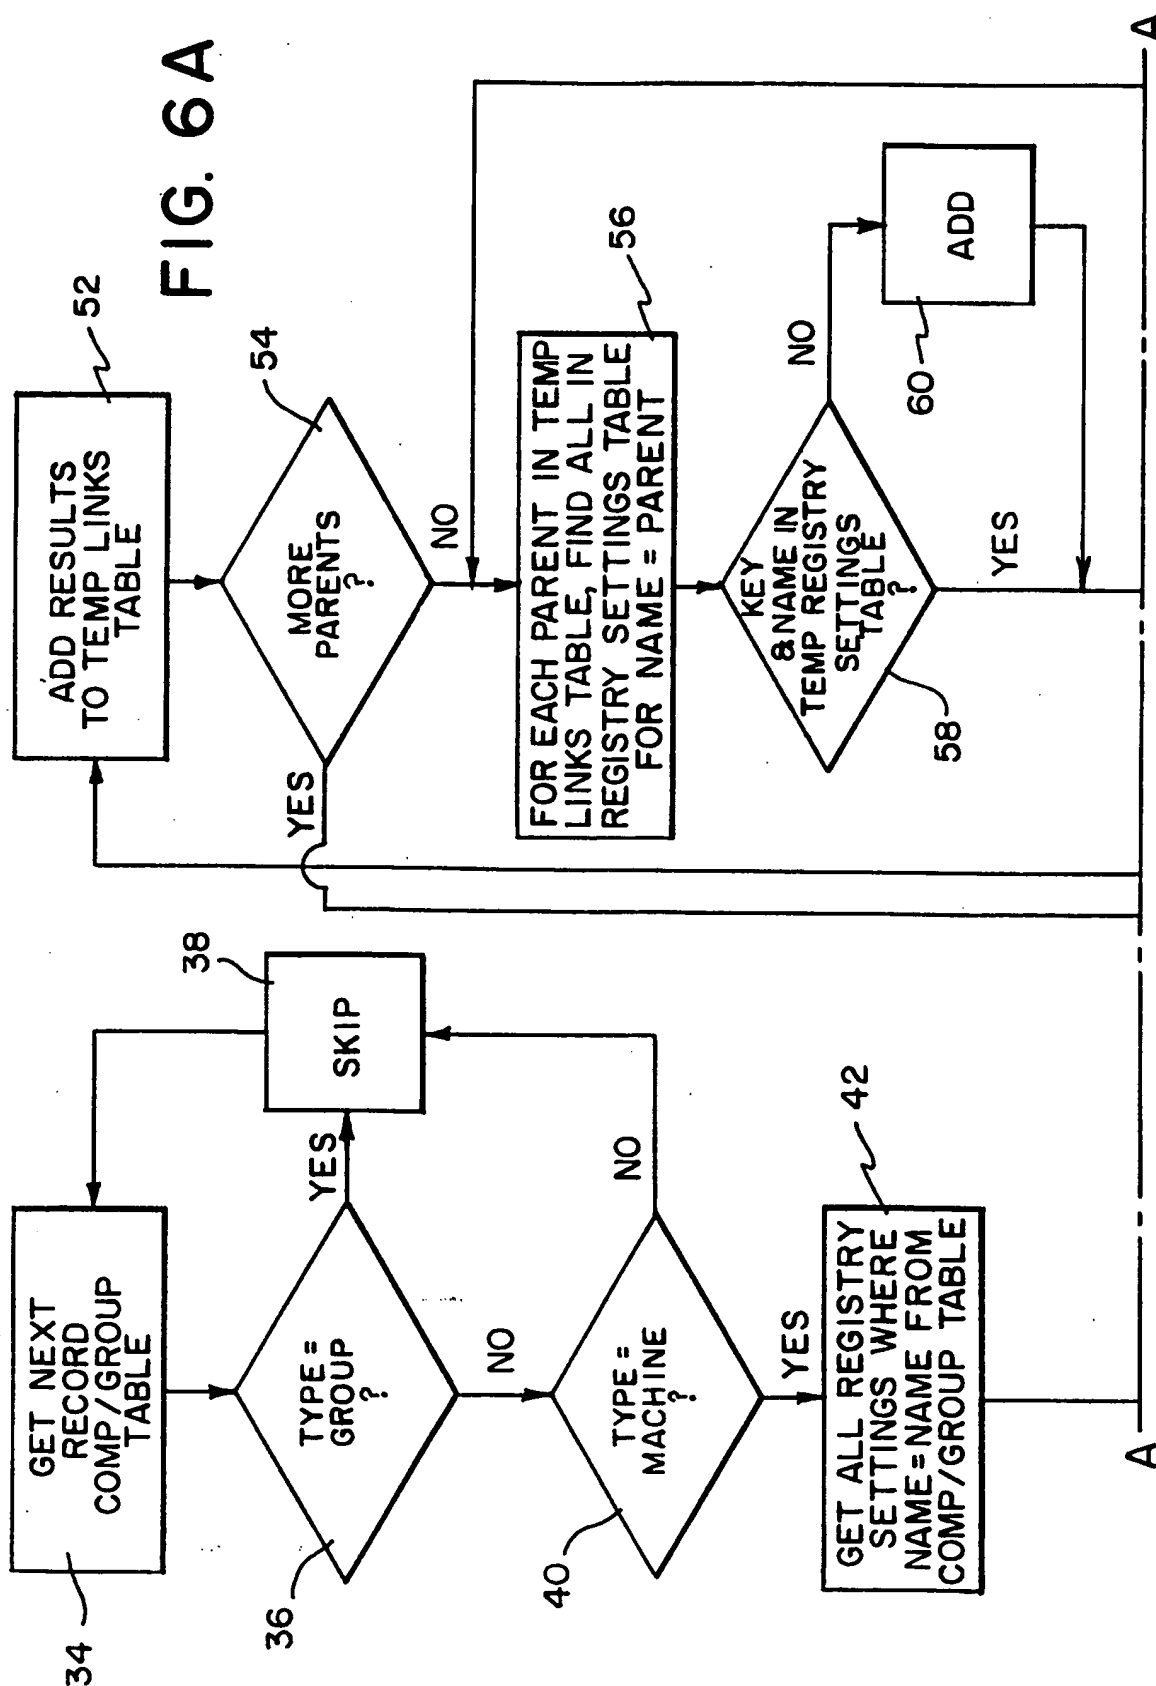 FIG. 6A
34
GET NEXT
RECORD
COMP/GROUP
TABLE
36
TYPE=
GROUP
?
YES
NO
38
SKIP
40
TYPE=
MACHINE
?
NO
YES
42
GET ALL REGISTRY
SETTINGS WHERE
NAME=NAME FROM
COMP/GROUP TABLE
52
ADD RESULTS
TO TEMP LINKS
TABLE
54
MORE
PARENTS
?
YES
NO
56
FOR EACH PARENT IN TEMP
LINKS TABLE, FIND ALL IN
REGISTRY SETTINGS TABLE
FOR NAME = PARENT
58
KEY
& NAME IN
TEMP REGISTRY
SETTINGS
TABLE
?
NO
YES
60
ADD
A
A